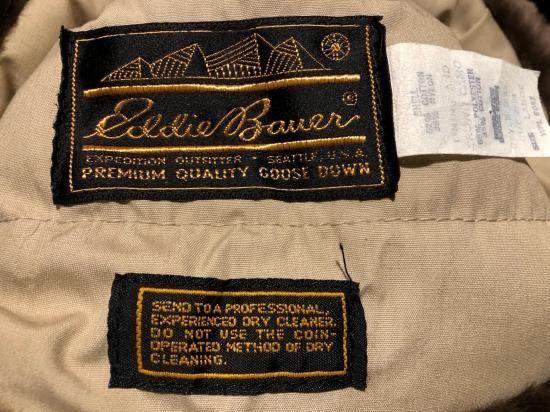 Eddie Bauer ©
EXPEDITION OUTFITTER · SEATTLE, U.S.A.
PREMIUM QUALITY GOOSE DOWN
SEND TO A PROFESSIONAL,
EXPERIENCED DRY CLEANER.
DO NOT USE THE COIN-
OPERATED METHOD OF DRY
CLEANING.
SHELL